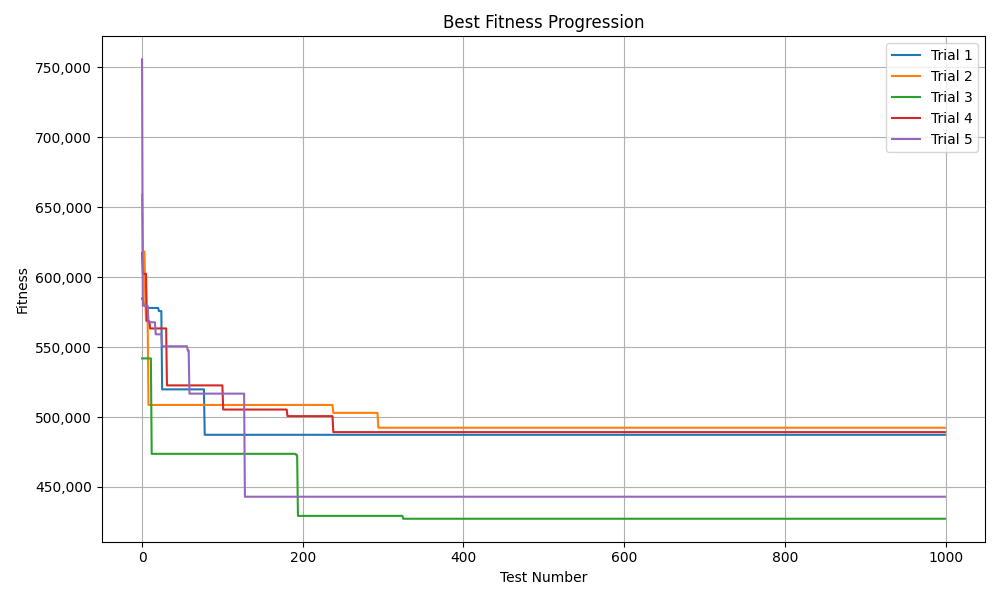 Best Fitness Progression
Trial 1
Trial 2
Trial 3
Trial 4
Trial 5
Fitness
750,000
700,000
650,000
600,000
550,000
500,000
450,000
0 200 400 600 800 1000
Test Number